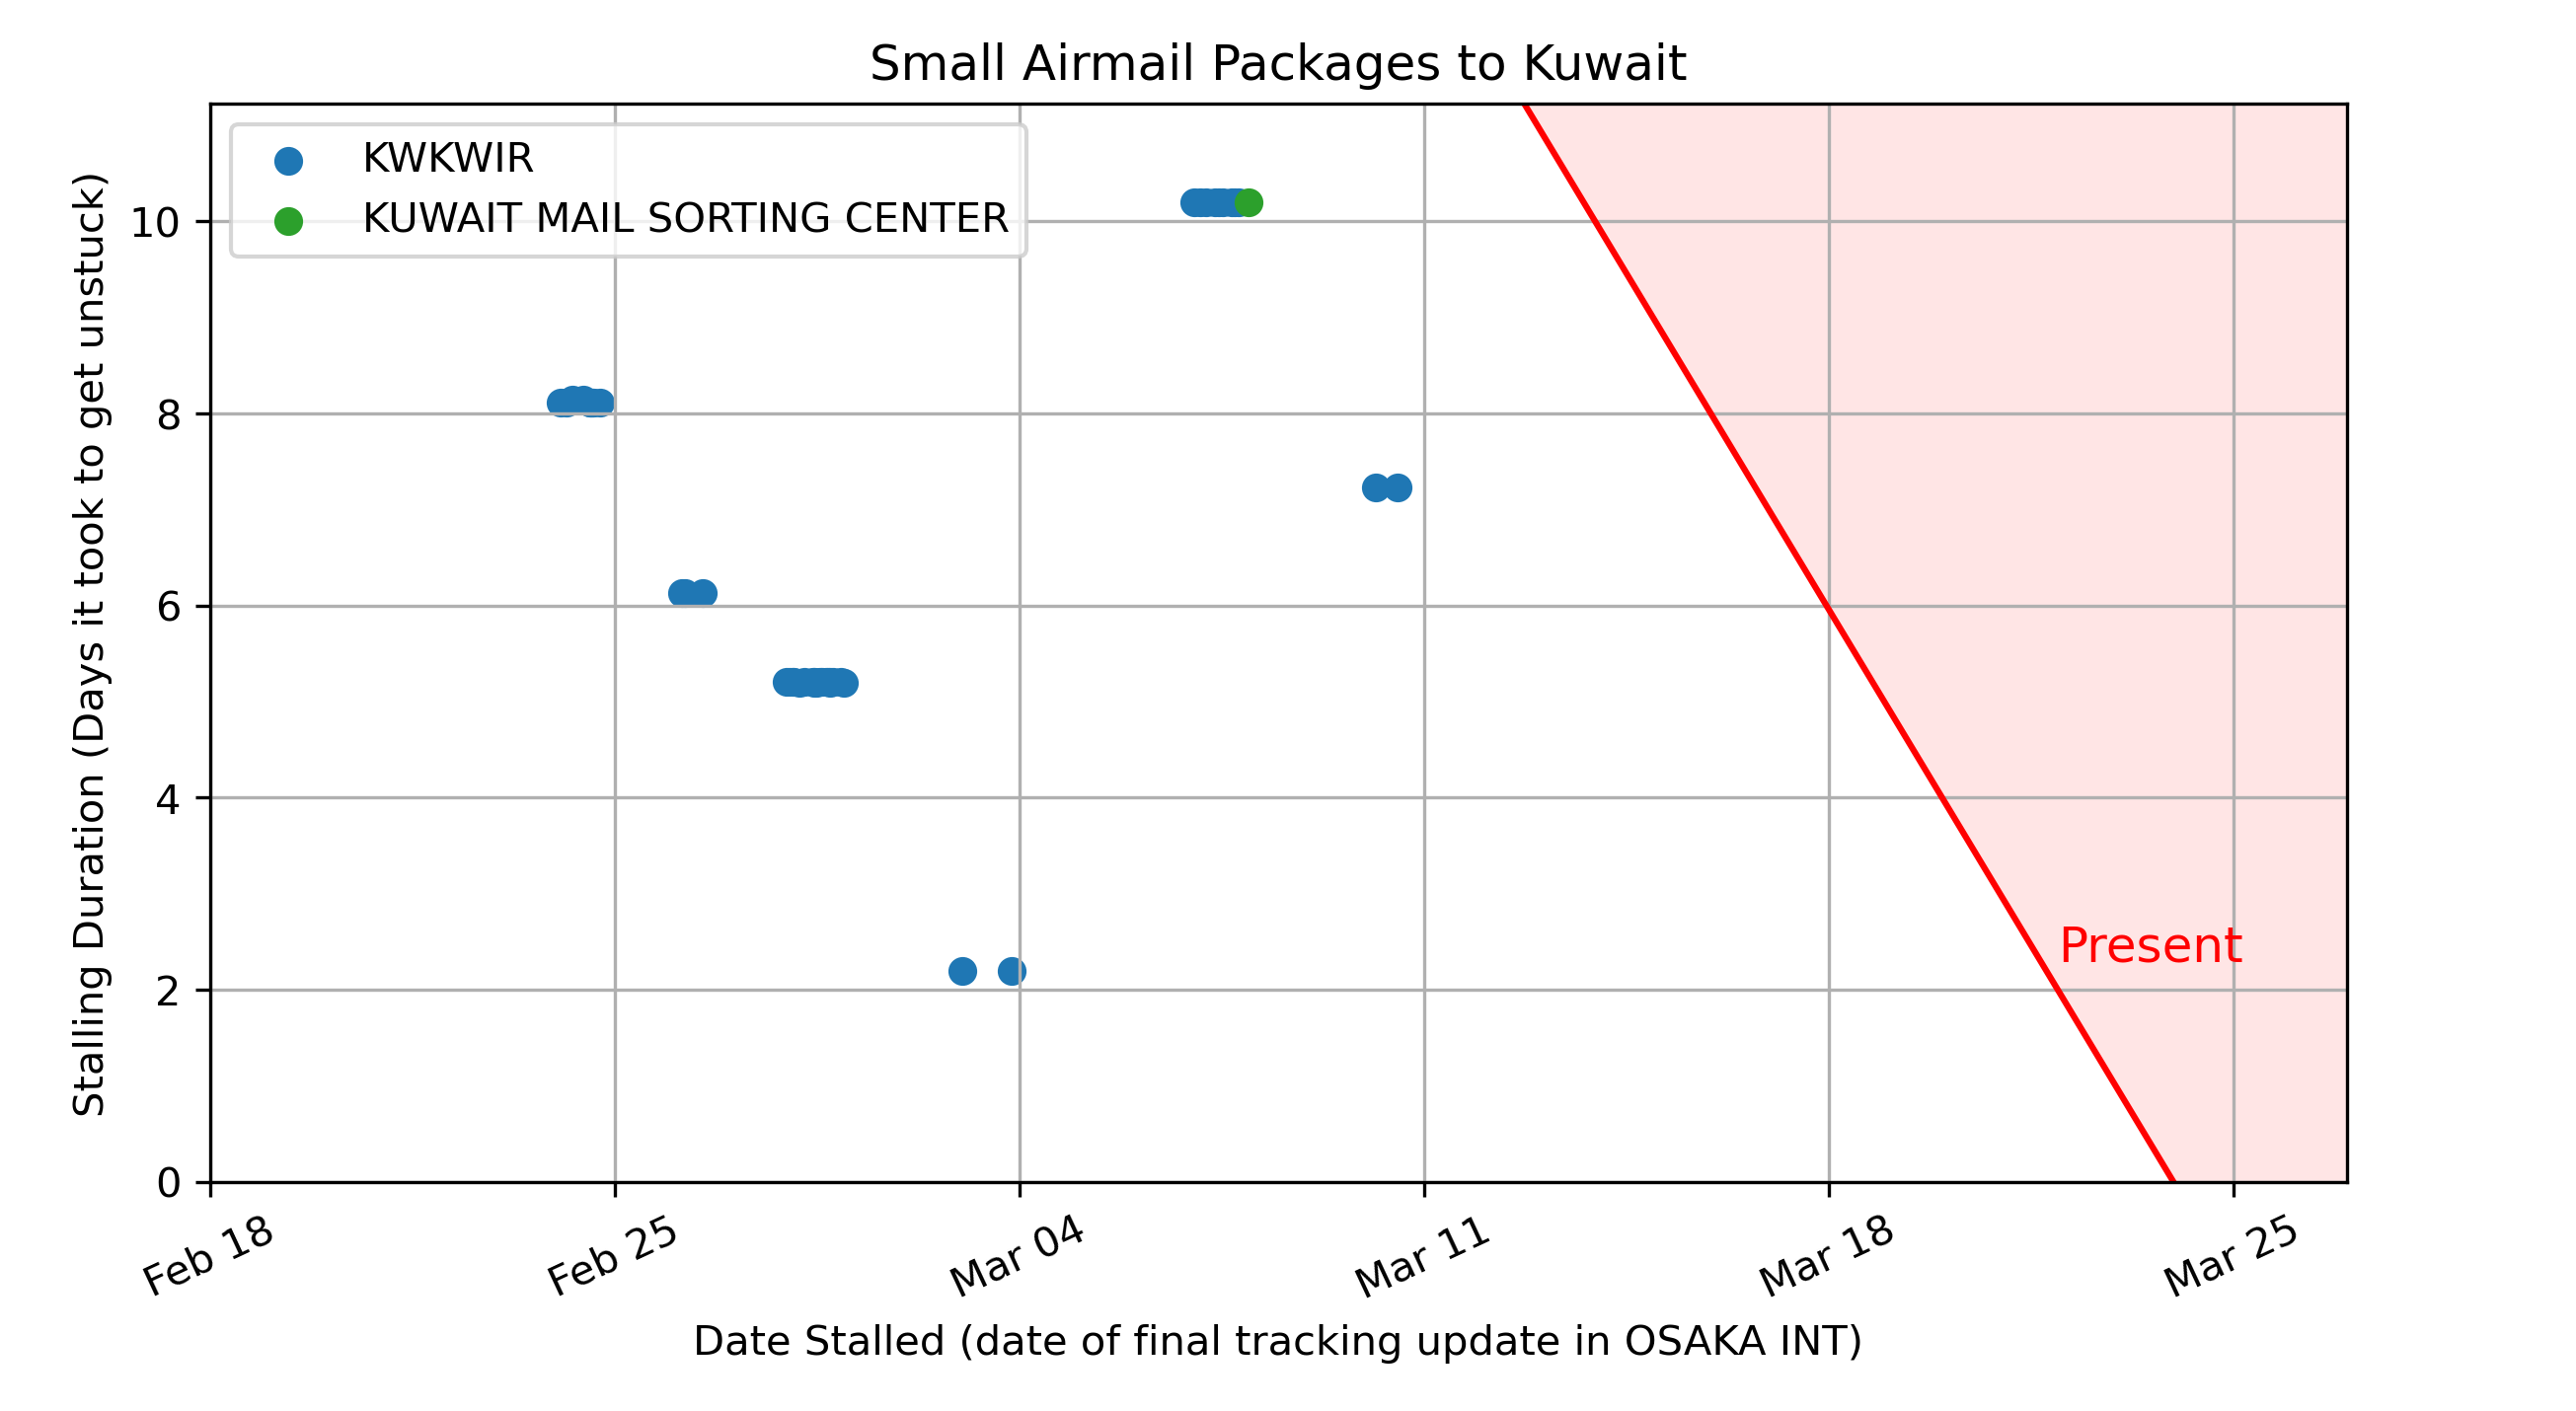 Small Airmail Packages to Kuwait
KWKWIR
KUWAIT MAIL SORTING CENTER
Stalling Duration (Days it took to get unstuck)
10
8
6
4
2
0
Present
Feb 18
Feb 25
Mar 04
Mar 11
Mar 18
Mar 25
Date Stalled (date of final tracking update in OSAKA INT)